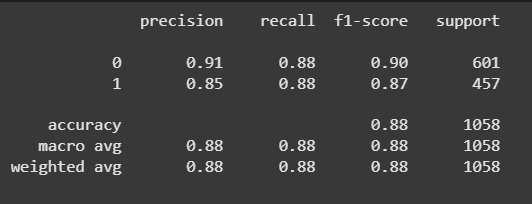 precision recall f1-score support
0 0.91 0.88 0.90 601
1 0.85 0.88 0.87 457
accuracy 0.88 1058
macro avg 0.88 0.88 0.88 1058
weighted avg 0.88 0.88 0.88 1058